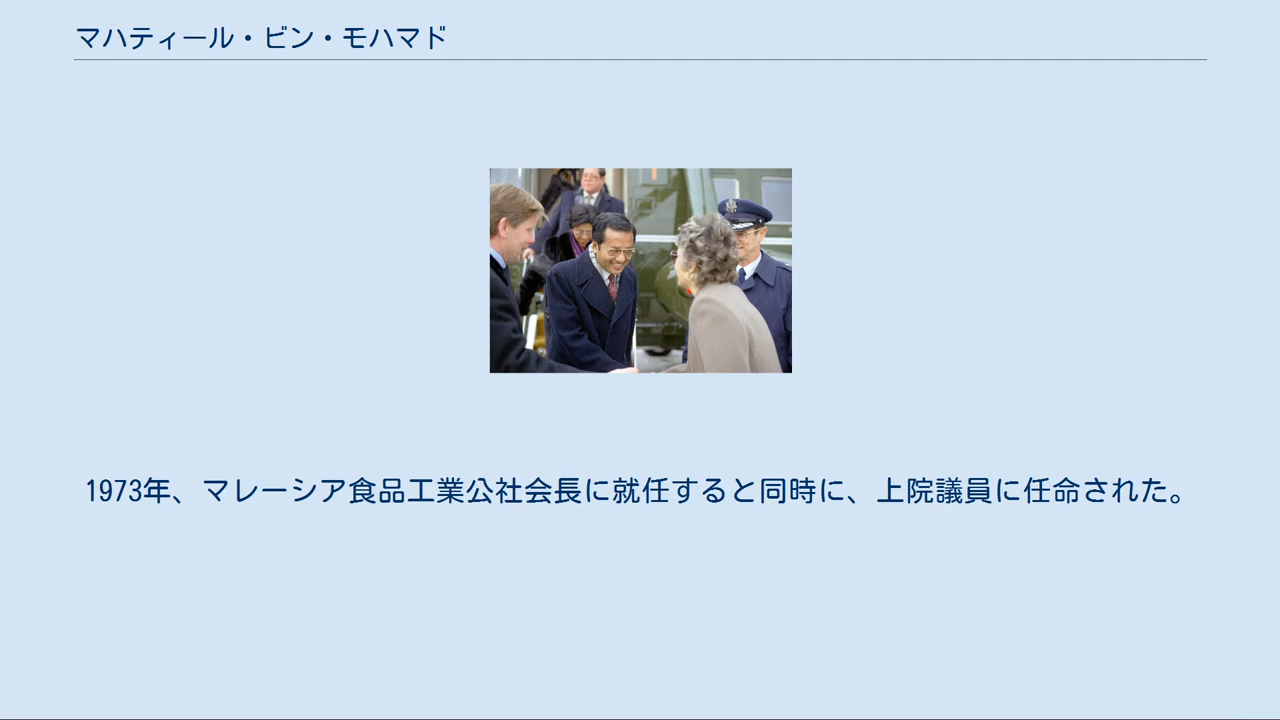 マハティール・ビン・モハマド
1973年、マレーシア食品工業公社会長に就任すると同時に、上院議員に任命された。